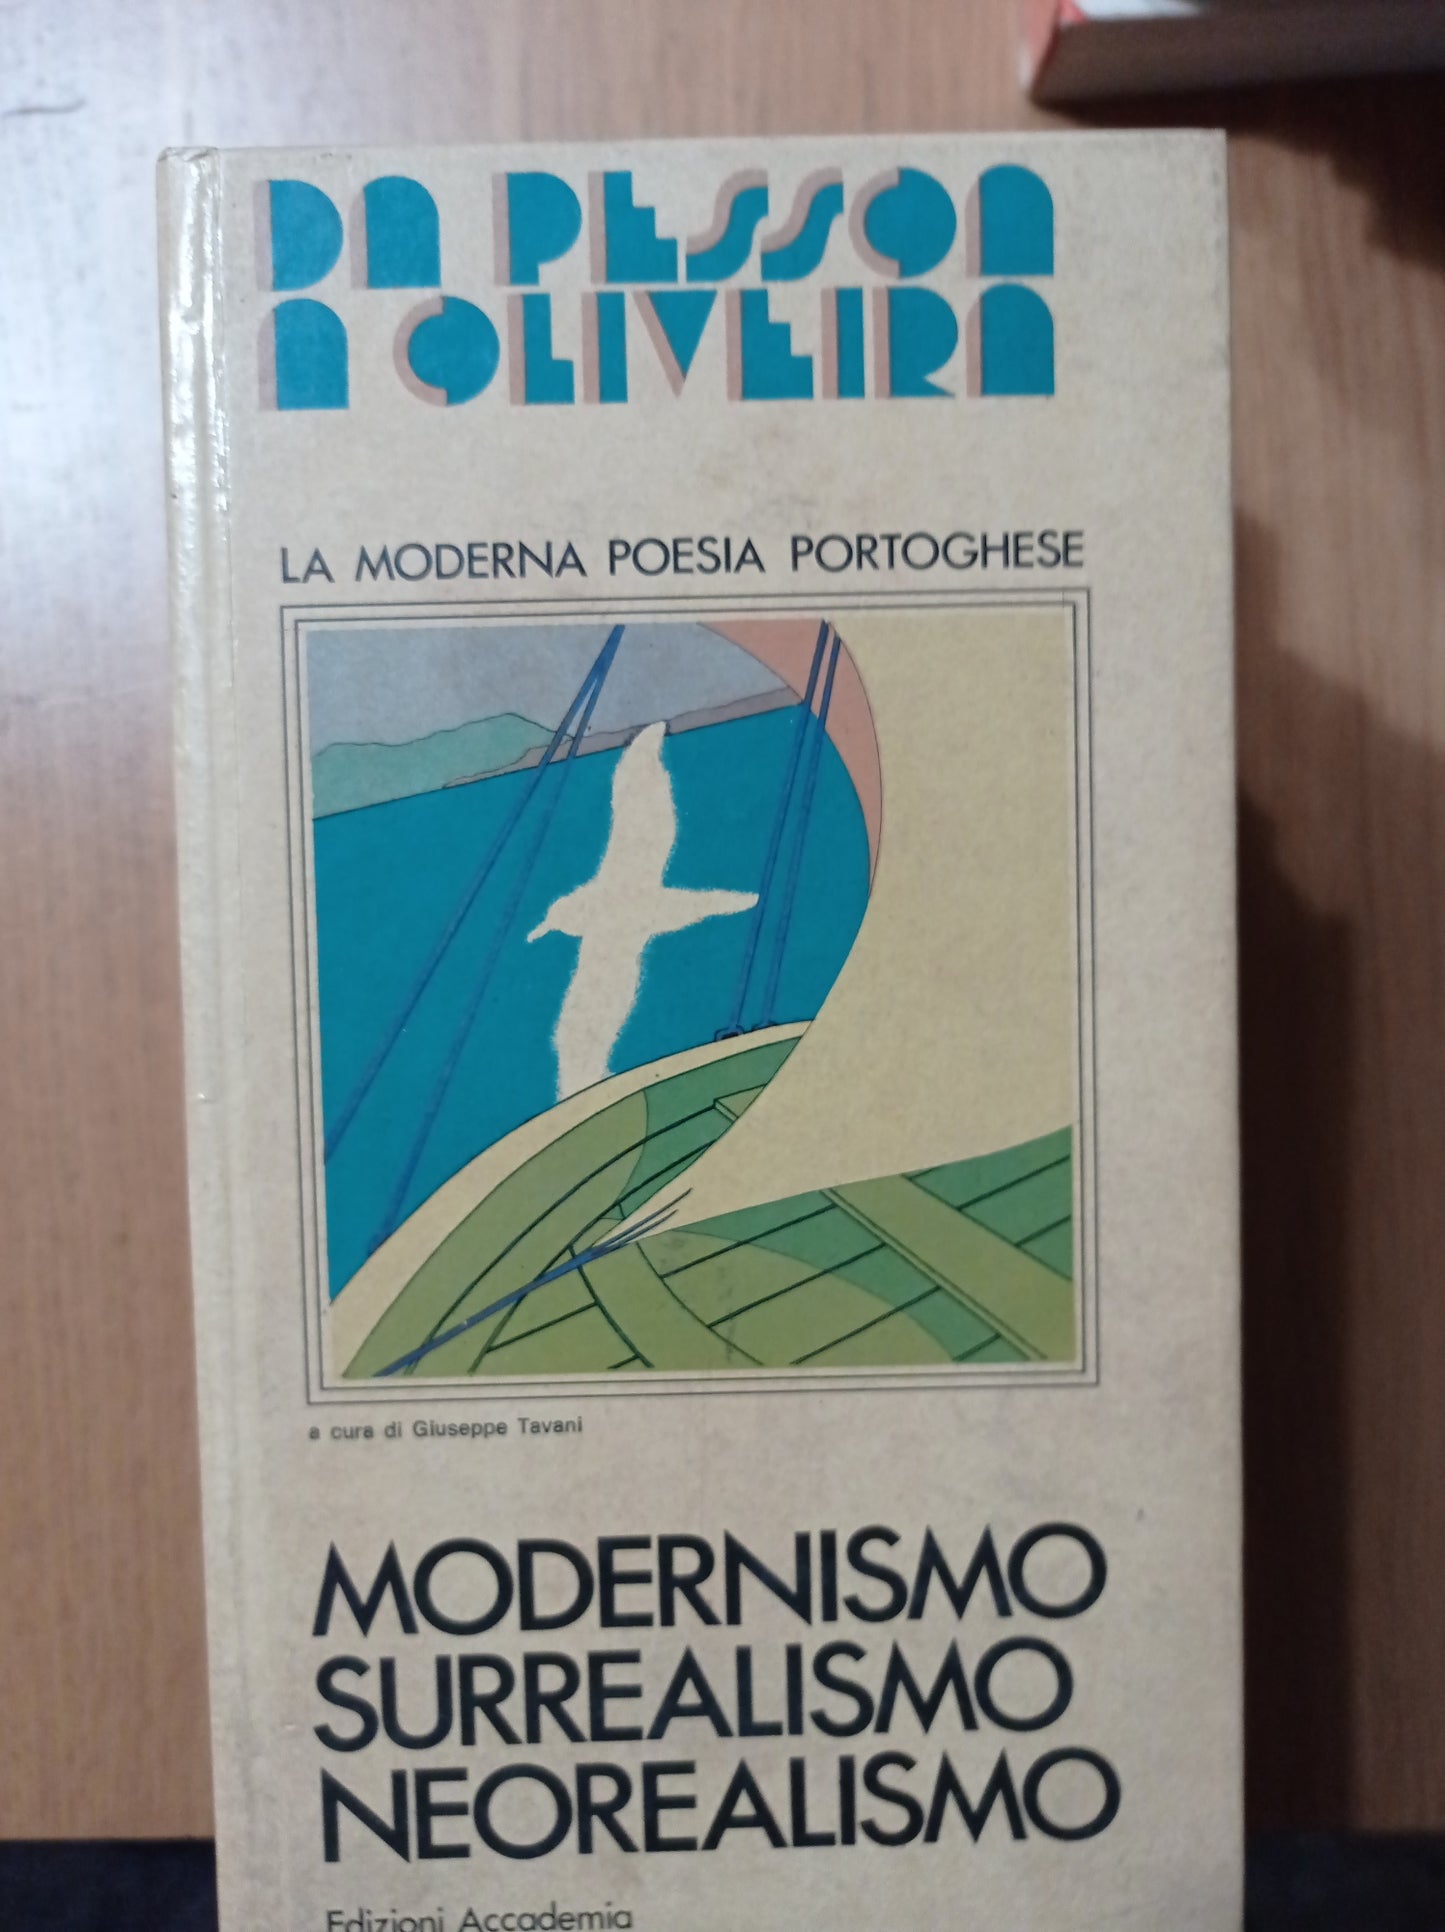 DA PESSOA
A OLIVEIRA
LA MODERNA POESIA PORTOGHESE
a cura di Giuseppe Tavani
MODERNISMO
SURREALISMO
NEOREALISMO
Edizioni Accademia